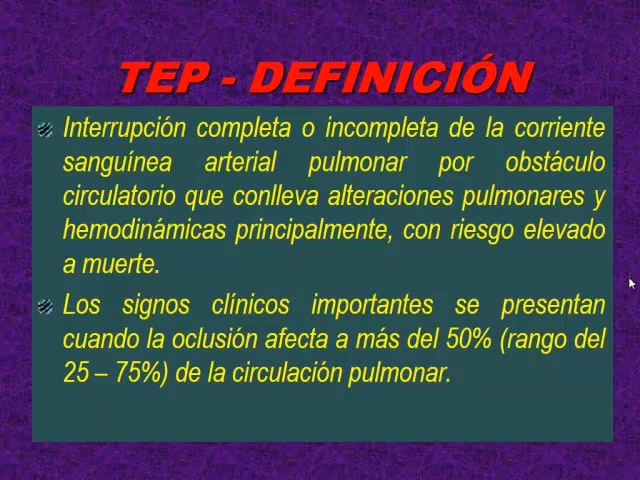 TEP - DEFINICIÓN
Interrupción completa o incompleta de la corriente
sanguínea arterial pulmonar por obstáculo
circulatorio que conlleva alteraciones pulmonares y
hemodinámicas principalmente, con riesgo elevado
a muerte.
Los signos clínicos importantes se presentan
cuando la oclusión afecta a más del 50% (rango del
25 – 75%) de la circulación pulmonar.